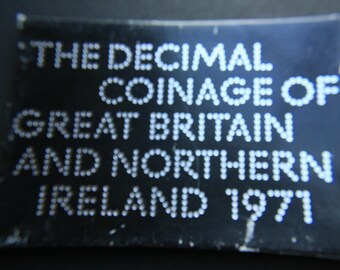 THE DECIMAL
COINAGE OF
GREAT BRITAIN
AND NORTHERN
IRELAND 1971